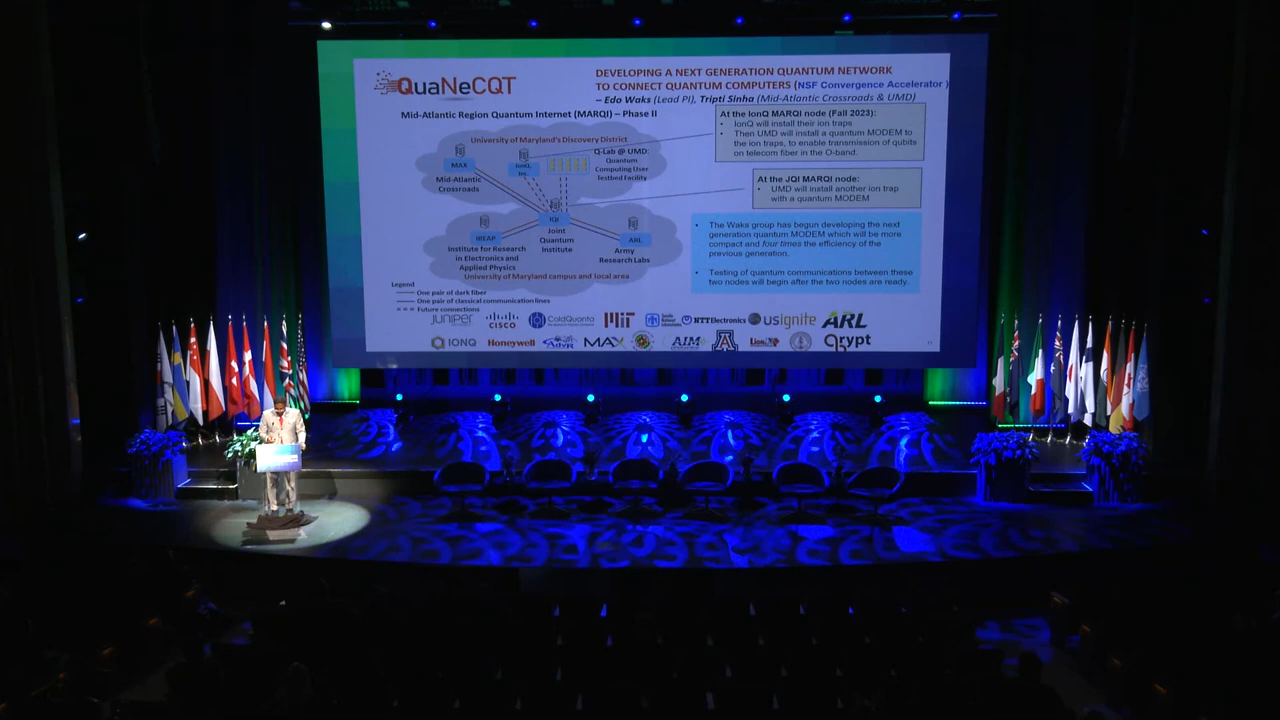 QuaNeCQT
DEVELOPING A NEXT GENERATION QUANTUM NETWORK
TO CONNECT QUANTUM COMPUTERS (NSF Convergence Accelerator )
– Edo Waks (Lead PI), Tripti Sinha (Mid-Atlantic Crossroads & UMD)
Mid-Atlantic Region Quantum Internet (MARQI) – Phase II
University of Maryland's Discovery District
MAX
Mid-Atlantic
Crossroads
IonQ,
Inc.
Q-Lab @ UMD:
Quantum
Computing User
Testbed Facility
JQI
Joint
Quantum
Institute
IREAP
Institute for Research
in Electronics and
Applied Physics
ARL
Army
Research Labs
University of Maryland campus and local area
Legend
One pair of dark fiber
One pair of classical communication lines
Future connections
At the IonQ MARQI node (Fall 2023):
• IonQ will install their ion traps
• Then UMD will install a quantum MODEM to
the ion traps, to enable transmission of qubits
on telecom fiber in the O-band.
At the JQI MARQI node:
• UMD will install another ion trap
with a quantum MODEM
• The Waks group has begun developing the next
generation quantum MODEM which will be more
compact and four times the efficiency of the
previous generation.
• Testing of quantum communications between these
two nodes will begin after the two nodes are ready.
JUNIPER
CISCO
ColdQuanta
MIT
Sandia National Laboratories
NTT Electronics
USignite
ARL
IONQ
Honeywell
AdvR
MAX
AIM
A
Qrypt